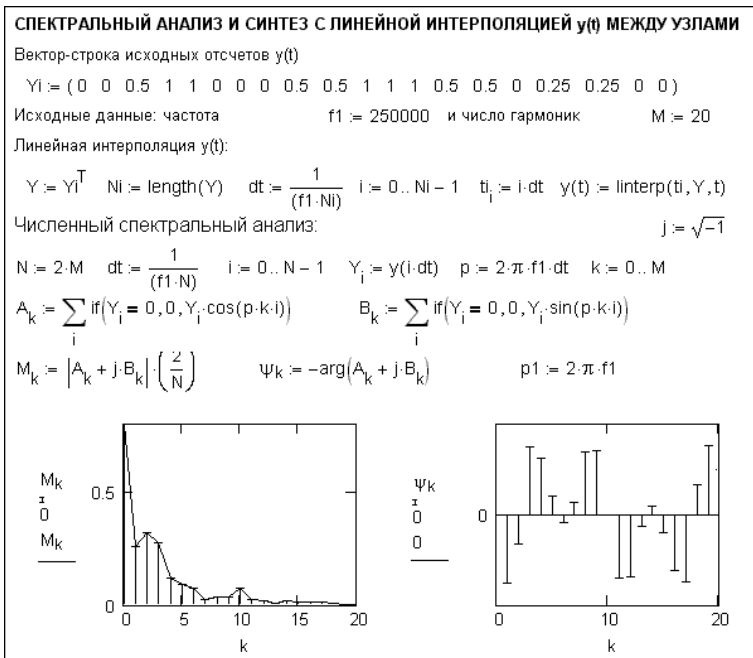 СПЕКТРАЛЬНЫЙ АНАЛИЗ И СИНТЕЗ С ЛИНЕЙНОЙ ИНТЕРПОЛЯЦИЕЙ y(t) МЕЖДУ УЗЛАМИ
Вектор-строка исходных отсчетов y(t)
Yi := ( 0 0 0.5 1 1 0 0 0 0.5 0.5 1 1 1 0.5 0.5 0 0.25 0.25 0 0 )
Исходные данные: частота f1 := 250000 и число гармоник M := 20
Линейная интерполяция y(t):
Y := Yi^T Ni := length(Y) dt := 1/(f1·Ni) i := 0.. Ni − 1 ti_i := i·dt y(t) := linterp(ti,Y,t)
Численный спектральный анализ: j := √−1
N := 2·M dt := 1/(f1·N) i := 0.. N − 1 Y_i := y(i·dt) p := 2·π·f1·dt k := 0.. M
A_k := ∑_i if(Y_i = 0,0,Y_i·cos(p·k·i)) B_k := ∑_i if(Y_i = 0,0,Y_i·sin(p·k·i))
M_k := |A_k + j·B_k|·(2/N) ψ_k := −arg(A_k + j·B_k) p1 := 2·π·f1
M_k
0
M_k
0.5
0
0 5 10 15 20
k
ψ_k
0
0
0
0 10 20
k